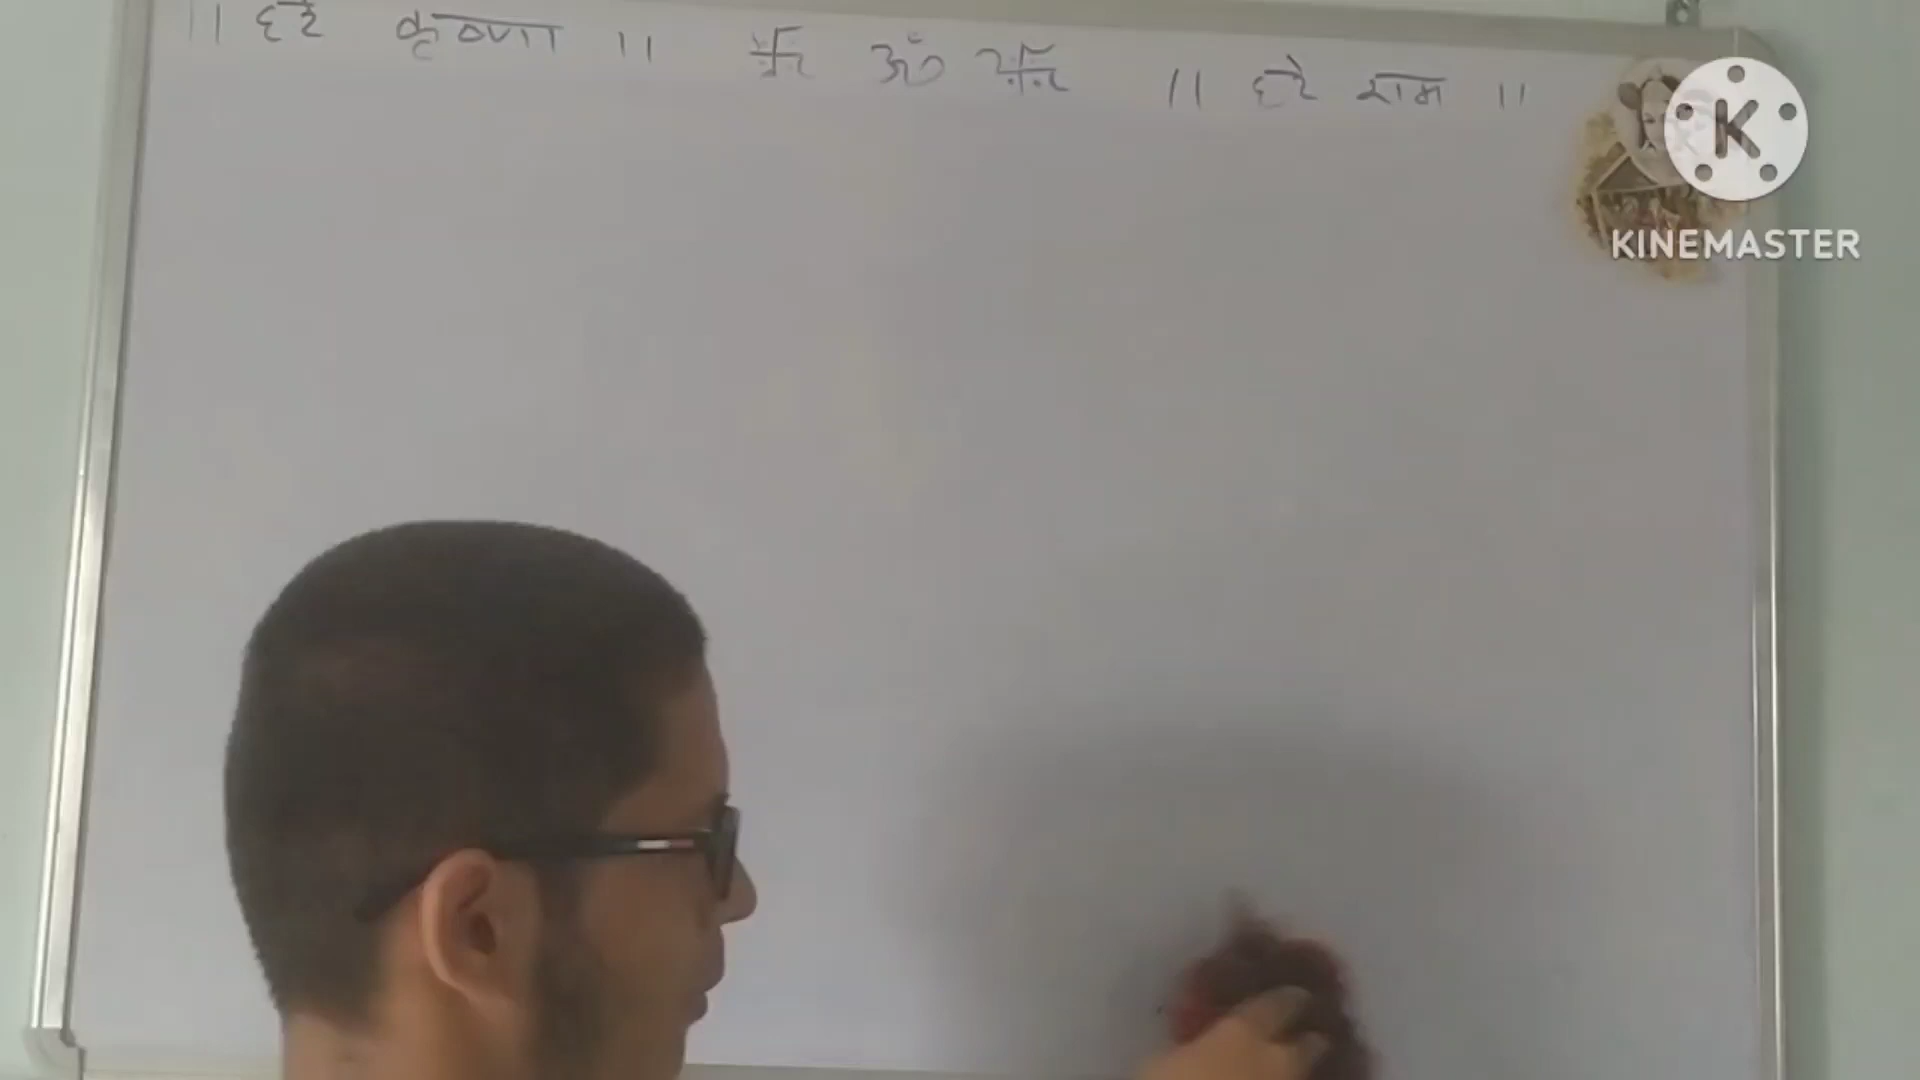 ।। हरे कृष्णा ।। 卐 ॐ 卐 ।। हरे राम ।।
K
KINEMASTER